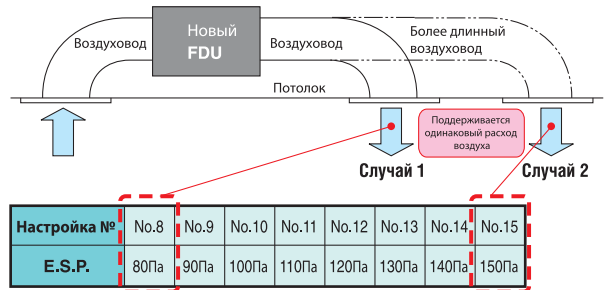 Воздуховод
Новый
FDU
Воздуховод
Более длинный
воздуховод
Потолок
Поддерживается
одинаковый расход
воздуха
Случай 1
Случай 2
Настройка № No.8 No.9 No.10 No.11 No.12 No.13 No.14 No.15
E.S.P. 80Па 90Па 100Па 110Па 120Па 130Па 140Па 150Па